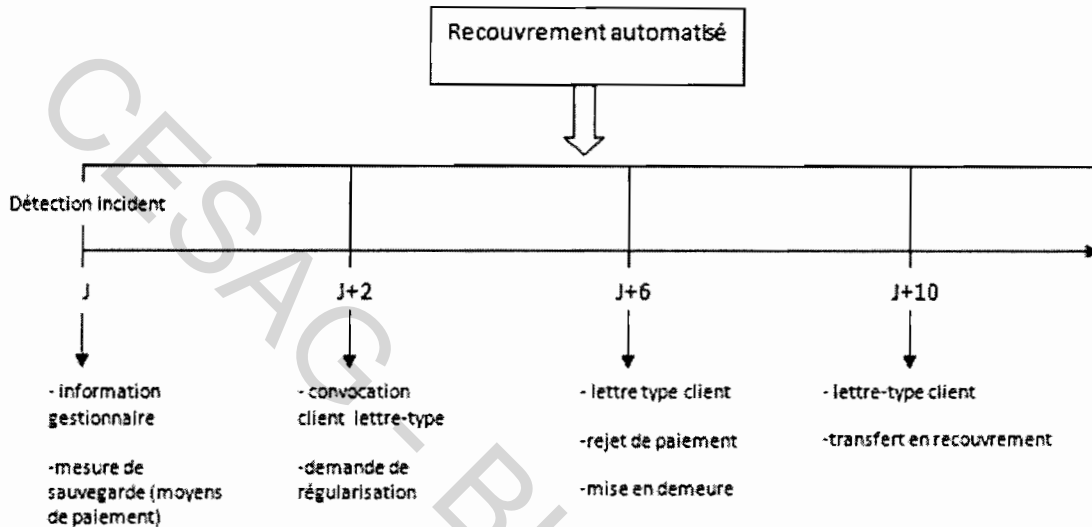 Recouvrement automatisé
Détection incident
J
J+2
J+6
J+10
- information
gestionnaire
-mesure de
sauvegarde (moyens
de paiement)
- convocation
client lettre-type
-demande de
régularisation
- lettre type client
-rejet de paiement
-mise en demeure
- lettre-type client
-transfert en recouvrement
CESAG - B